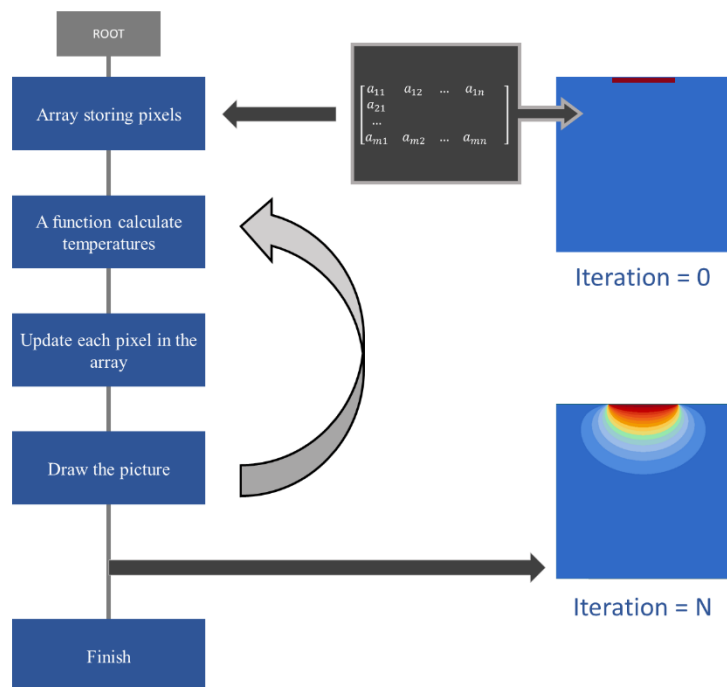 ROOT
Array storing pixels
a₁₁ a₁₂ ... a₁ₙ
a₂₁
...
aₘ₁ aₘ₂ ... aₘₙ
Iteration = 0
A function calculate
temperatures
Update each pixel in the
array
Draw the picture
Iteration = N
Finish